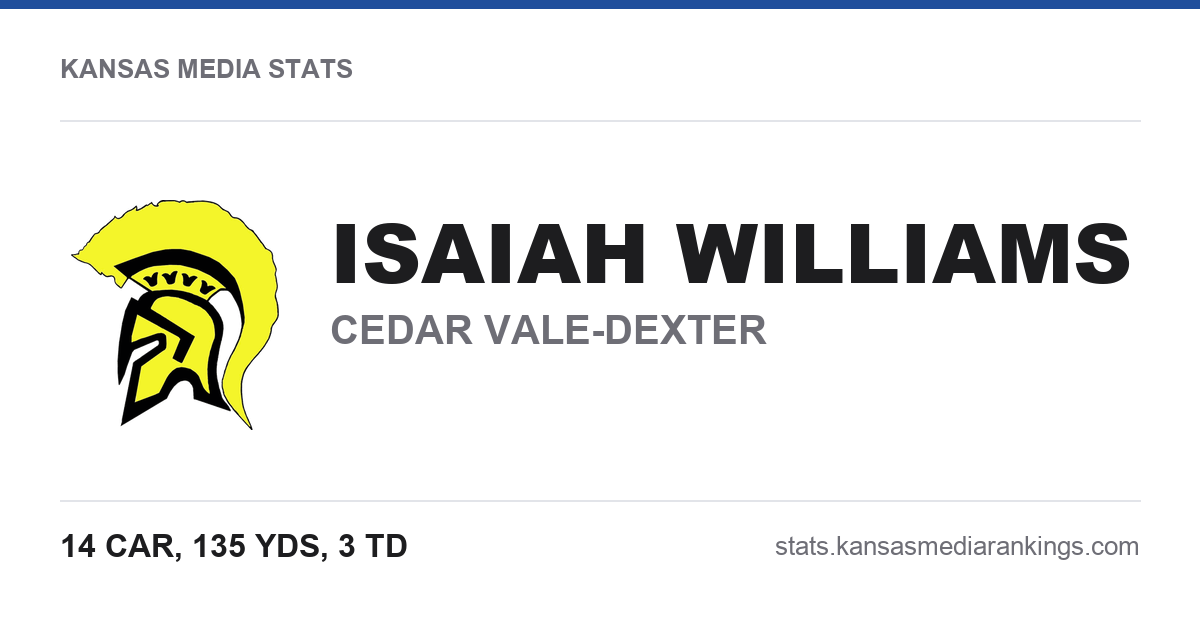 KANSAS MEDIA STATS
ISAIAH WILLIAMS
CEDAR VALE-DEXTER
14 CAR, 135 YDS, 3 TD
stats.kansasmediarankings.com